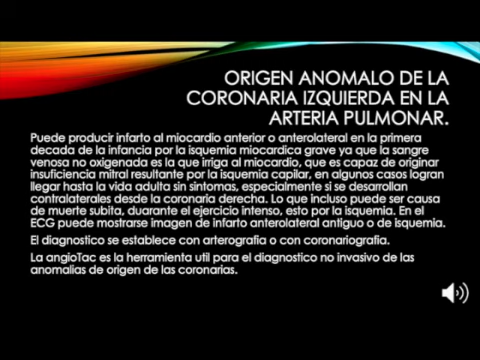 ORIGEN ANOMALO DE LA
CORONARIA IZQUIERDA EN LA
ARTERIA PULMONAR.
Puede producir infarto al miocardio anterior o anterolateral en la primera
decada de la infancia por la isquemia miocardica grave ya que la sangre
venosa no oxigenada es la que irriga al miocardio, que es capaz de originar
insuficiencia mitral resultante por la isquemia capilar, en algunos casos logran
llegar hasta la vida adulta sin sintomas, especialmente si se desarrollan
contralaterales desde la coronaria derecha. Lo que incluso puede ser causa
de muerte subita, duarante el ejercicio intenso, esto por la isquemia. En el
ECG puede mostrarse imagen de infarto anterolateral antiguo o de isquemia.
El diagnostico se establece con arterografia o con coronariografia.
La angioTac es la herramienta util para el diagnostico no invasivo de las
anomalias de origen de las coronarias.